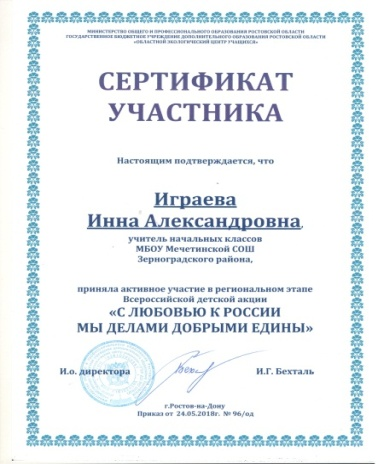 МИНИСТЕРСТВО ОБЩЕГО И ПРОФЕССИОНАЛЬНОГО ОБРАЗОВАНИЯ РОСТОВСКОЙ ОБЛАСТИ
ГОСУДАРСТВЕННОЕ БЮДЖЕТНОЕ УЧРЕЖДЕНИЕ ДОПОЛНИТЕЛЬНОГО ОБРАЗОВАНИЯ РОСТОВСКОЙ ОБЛАСТИ
«ОБЛАСТНОЙ ЭКОЛОГИЧЕСКИЙ ЦЕНТР УЧАЩИХСЯ»
СЕРТИФИКАТ
УЧАСТНИКА
Настоящим подтверждается, что
Играева
Инна Александровна,
учитель начальных классов
МБОУ Мечетинской СОШ
Зерноградского района,
приняла активное участие в региональном этапе
Всероссийской детской акции
«С ЛЮБОВЬЮ К РОССИИ
МЫ ДЕЛАМИ ДОБРЫМИ ЕДИНЫ»
И.о. директора И.Г. Бехталь
г.Ростов-на-Дону
Приказ от 24.05.2018г. № 96/од